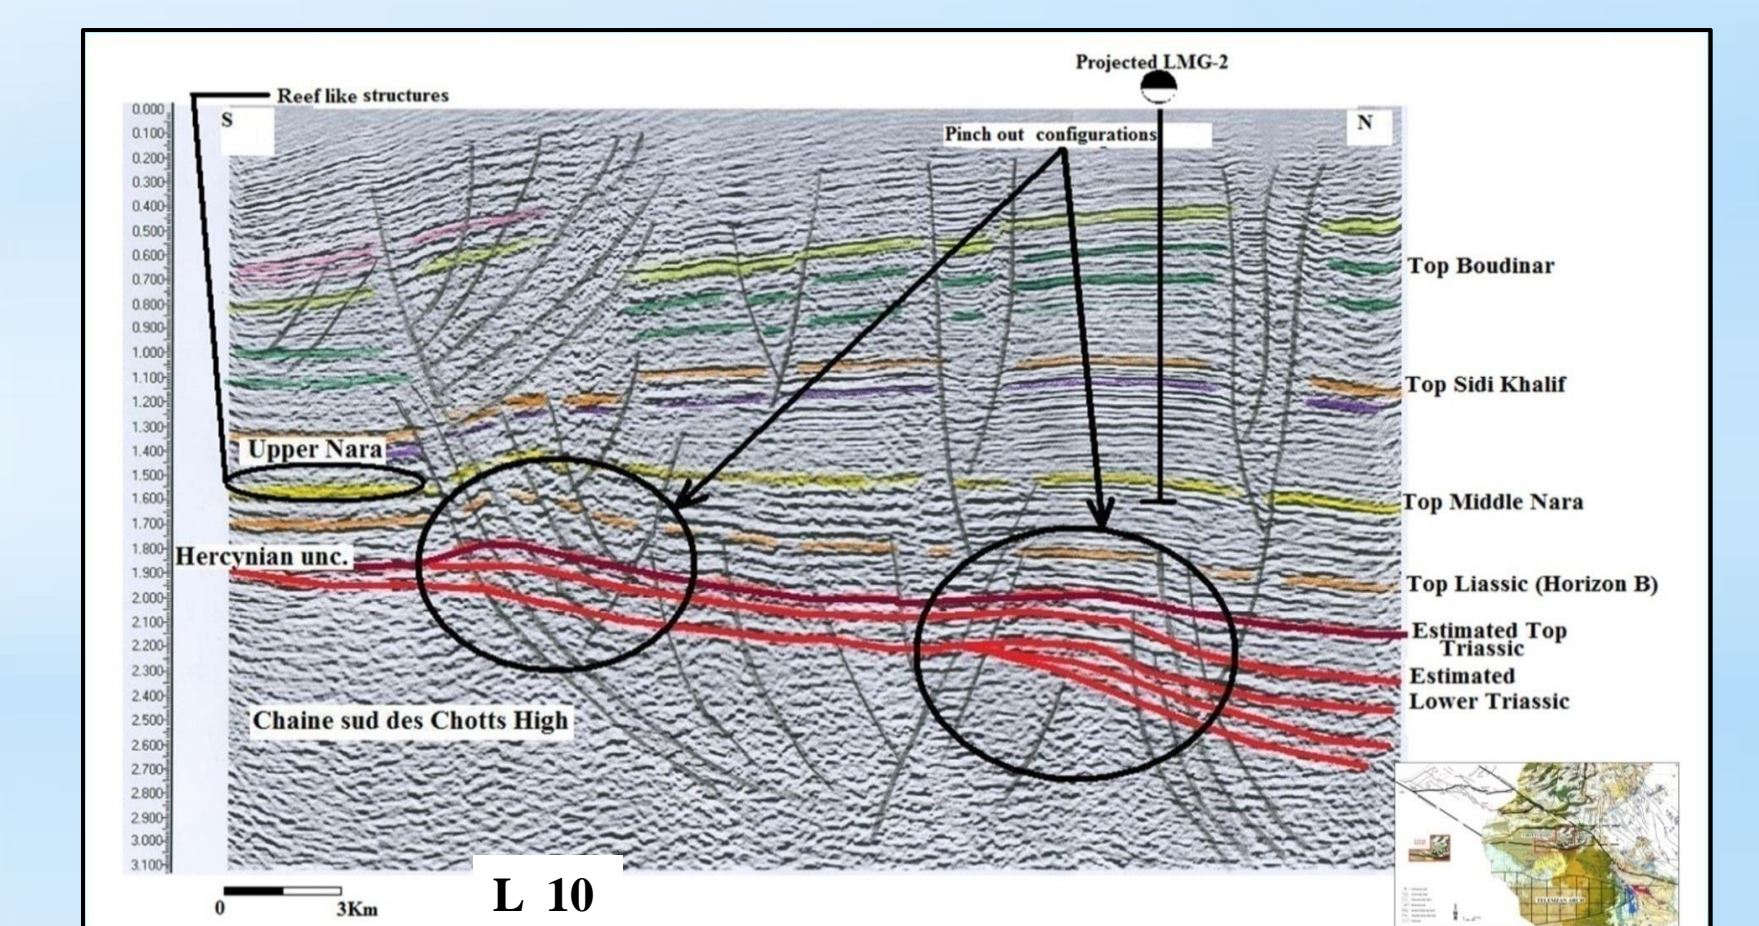 Projected LMG-2
Reef like structures
S
N
Pinch out configurations
0.000
0.100
0.200
0.300
0.400
0.500
0.600
0.700
0.800
0.900
1.000
1.100
1.200
1.300
1.400
1.500
1.600
1.700
1.800
1.900
2.000
2.100
2.200
2.300
2.400
2.500
2.600
2.700
2.800
2.900
3.000
3.100
Top Boudinar
Top Sidi Khalif
Upper Nara
Top Middle Nara
Hercynian unc.
Top Liassic (Horizon B)
Estimated Top
Triassic
Estimated
Lower Triassic
Chaine sud des Chotts High
L 10
0
3Km
TELEMZAN ARCH